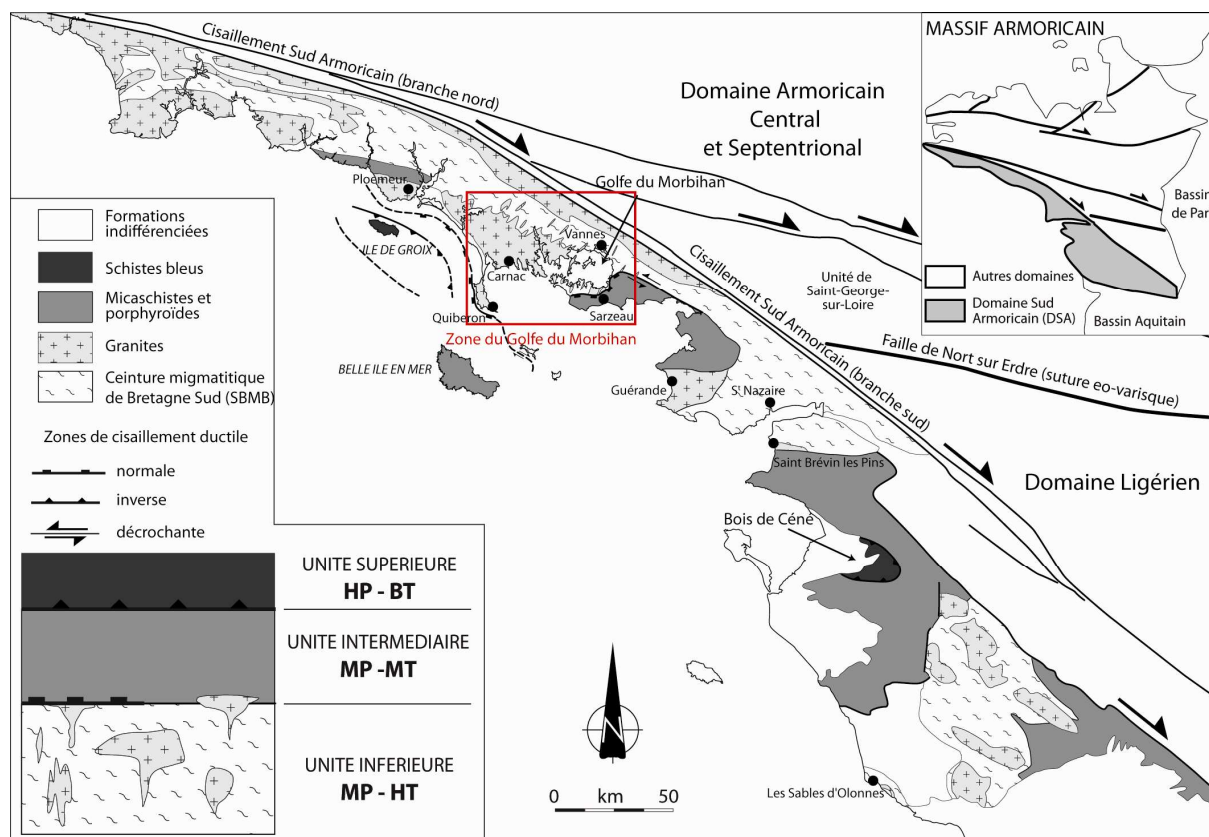 Cisaillement Sud Armoricain (branche nord)
Domaine Armoricain
Central
et Septentrional
MASSIF ARMORICAIN
Bassin
de Par
Autres domaines
Domaine Sud
Armoricain (DSA)
Bassin Aquitain
Golfe du Morbihan
Ploemeur
ILE DE GROIX
Vannes
Carnac
Quiberon
Sarzeau
Zone du Golfe du Morbihan
BELLE ILE EN MER
Cisaillement Sud Armoricain (branche sud)
Unité de
Saint-George-
sur-Loire
Faille de Nort sur Erdre (suture eo-varisque)
Guérande
St Nazaire
Saint Brévin les Pins
Domaine Ligérien
Bois de Céné
Les Sables d'Olonnes
Formations
indifférenciées
Schistes bleus
Micaschistes et
porphyroïdes
Granites
Ceinture migmatitique
de Bretagne Sud (SBMB)
Zones de cisaillement ductile
normale
inverse
décrochante
UNITE SUPERIEURE
HP - BT
UNITE INTERMEDIAIRE
MP -MT
UNITE INFERIEURE
MP - HT
N
0 km 50